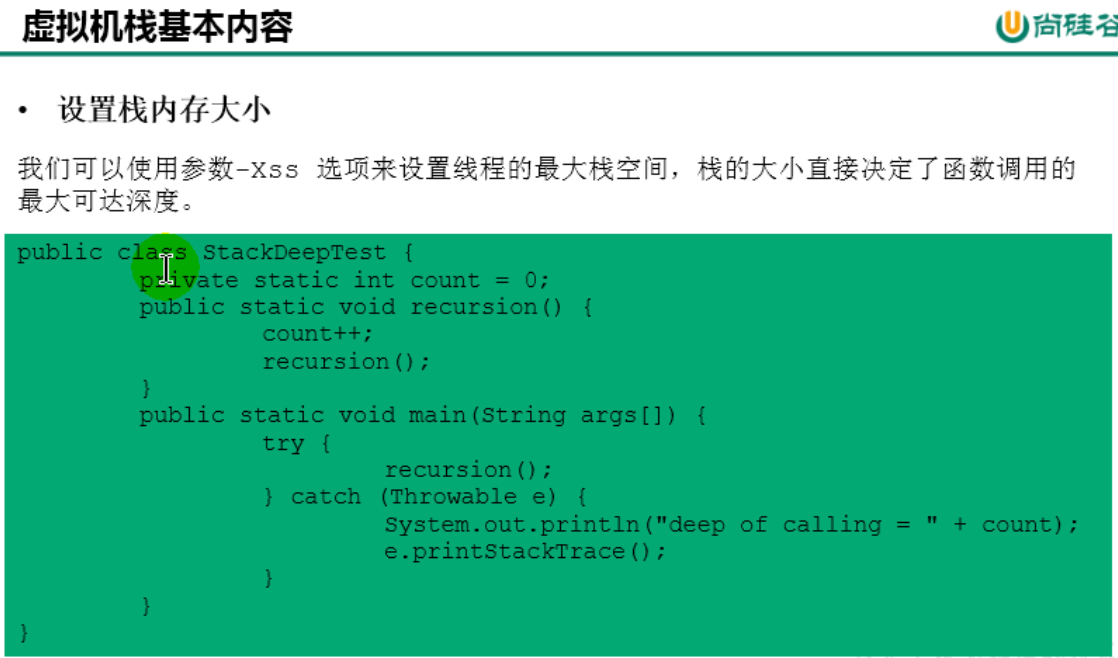 虚拟机栈基本内容
尚硅谷
• 设置栈内存大小
我们可以使用参数-Xss 选项来设置线程的最大栈空间，栈的大小直接决定了函数调用的
最大可达深度。
public class StackDeepTest {
        private static int count = 0;
        public static void recursion() {
                count++;
                recursion();
        }
        public static void main(String args[]) {
                try {
                        recursion();
                } catch (Throwable e) {
                        System.out.println("deep of calling = " + count);
                        e.printStackTrace();
                }
        }
}